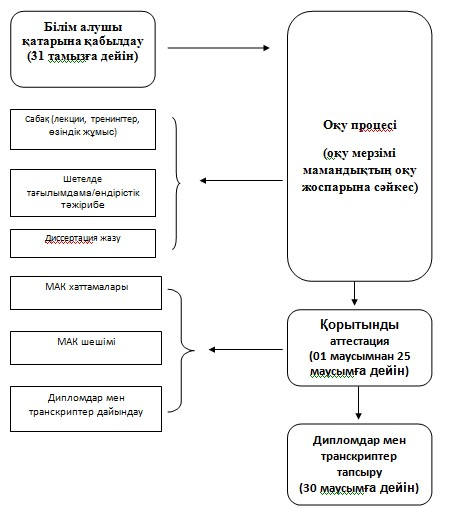 Білім алушы
қатарына қабылдау
(31 тамызға дейін)
Оқу процесі
(оқу мерзімі
мамандықтың оқу
жоспарына сәйкес)
Сабақ (лекции, тренингтер,
өзіндік жұмыс)
Шетелде
тағылымдама/өндірістік
тәжірибе
Диссертация жазу
МАК хаттамалары
МАК шешімі
Дипломдар мен
транскриптер дайындау
Қорытынды
аттестация
(01 маусымнан 25
маусымға дейін)
Дипломдар мен
транскриптер
тапсыру
(30 маусымға дейін)